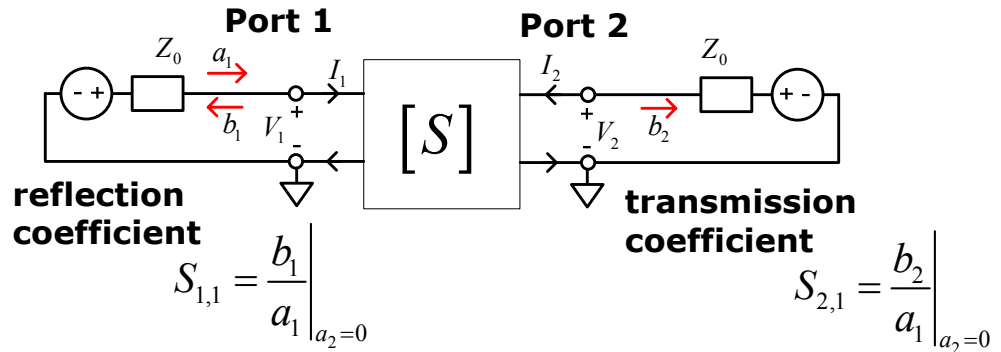 Port 1
Port 2
Z₀ a₁ I₁ I₂ Z₀
- + + -
b₁ V₁ + [S] + V₂ b₂
- -
reflection
coefficient
transmission
coefficient
S₁,₁ = b₁/a₁ |ₐ₂₌₀
S₂,₁ = b₂/a₁ |ₐ₂₌₀